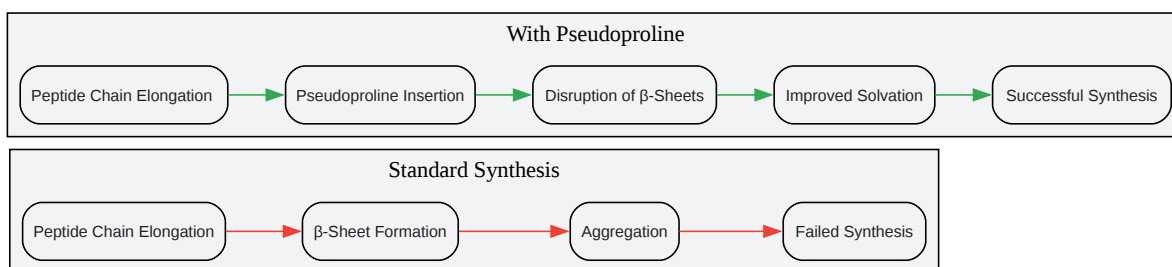 With Pseudoproline
Peptide Chain Elongation
Pseudoproline Insertion
Disruption of β-Sheets
Improved Solvation
Successful Synthesis
Standard Synthesis
Peptide Chain Elongation
β-Sheet Formation
Aggregation
Failed Synthesis